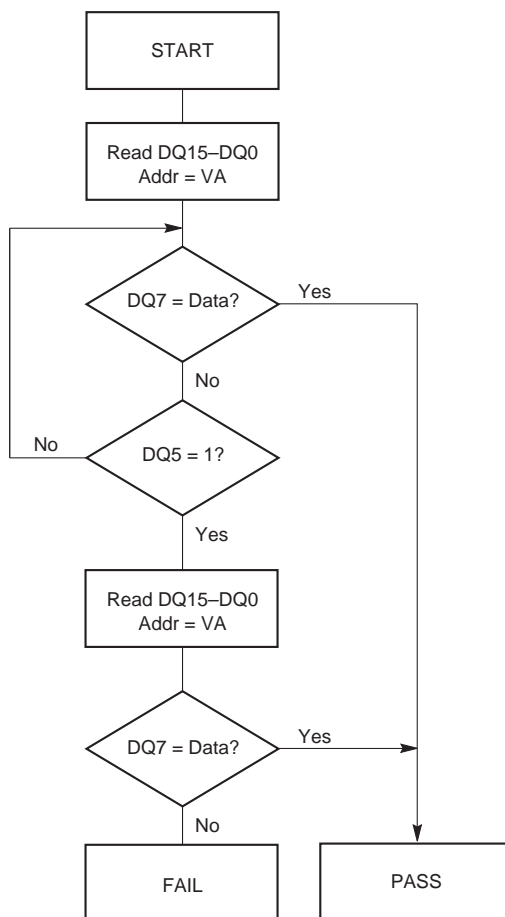 START
Read DQ15–DQ0
Addr = VA
DQ7 = Data?
Yes
No
No
DQ5 = 1?
Yes
Read DQ15–DQ0
Addr = VA
DQ7 = Data?
Yes
No
FAIL
PASS